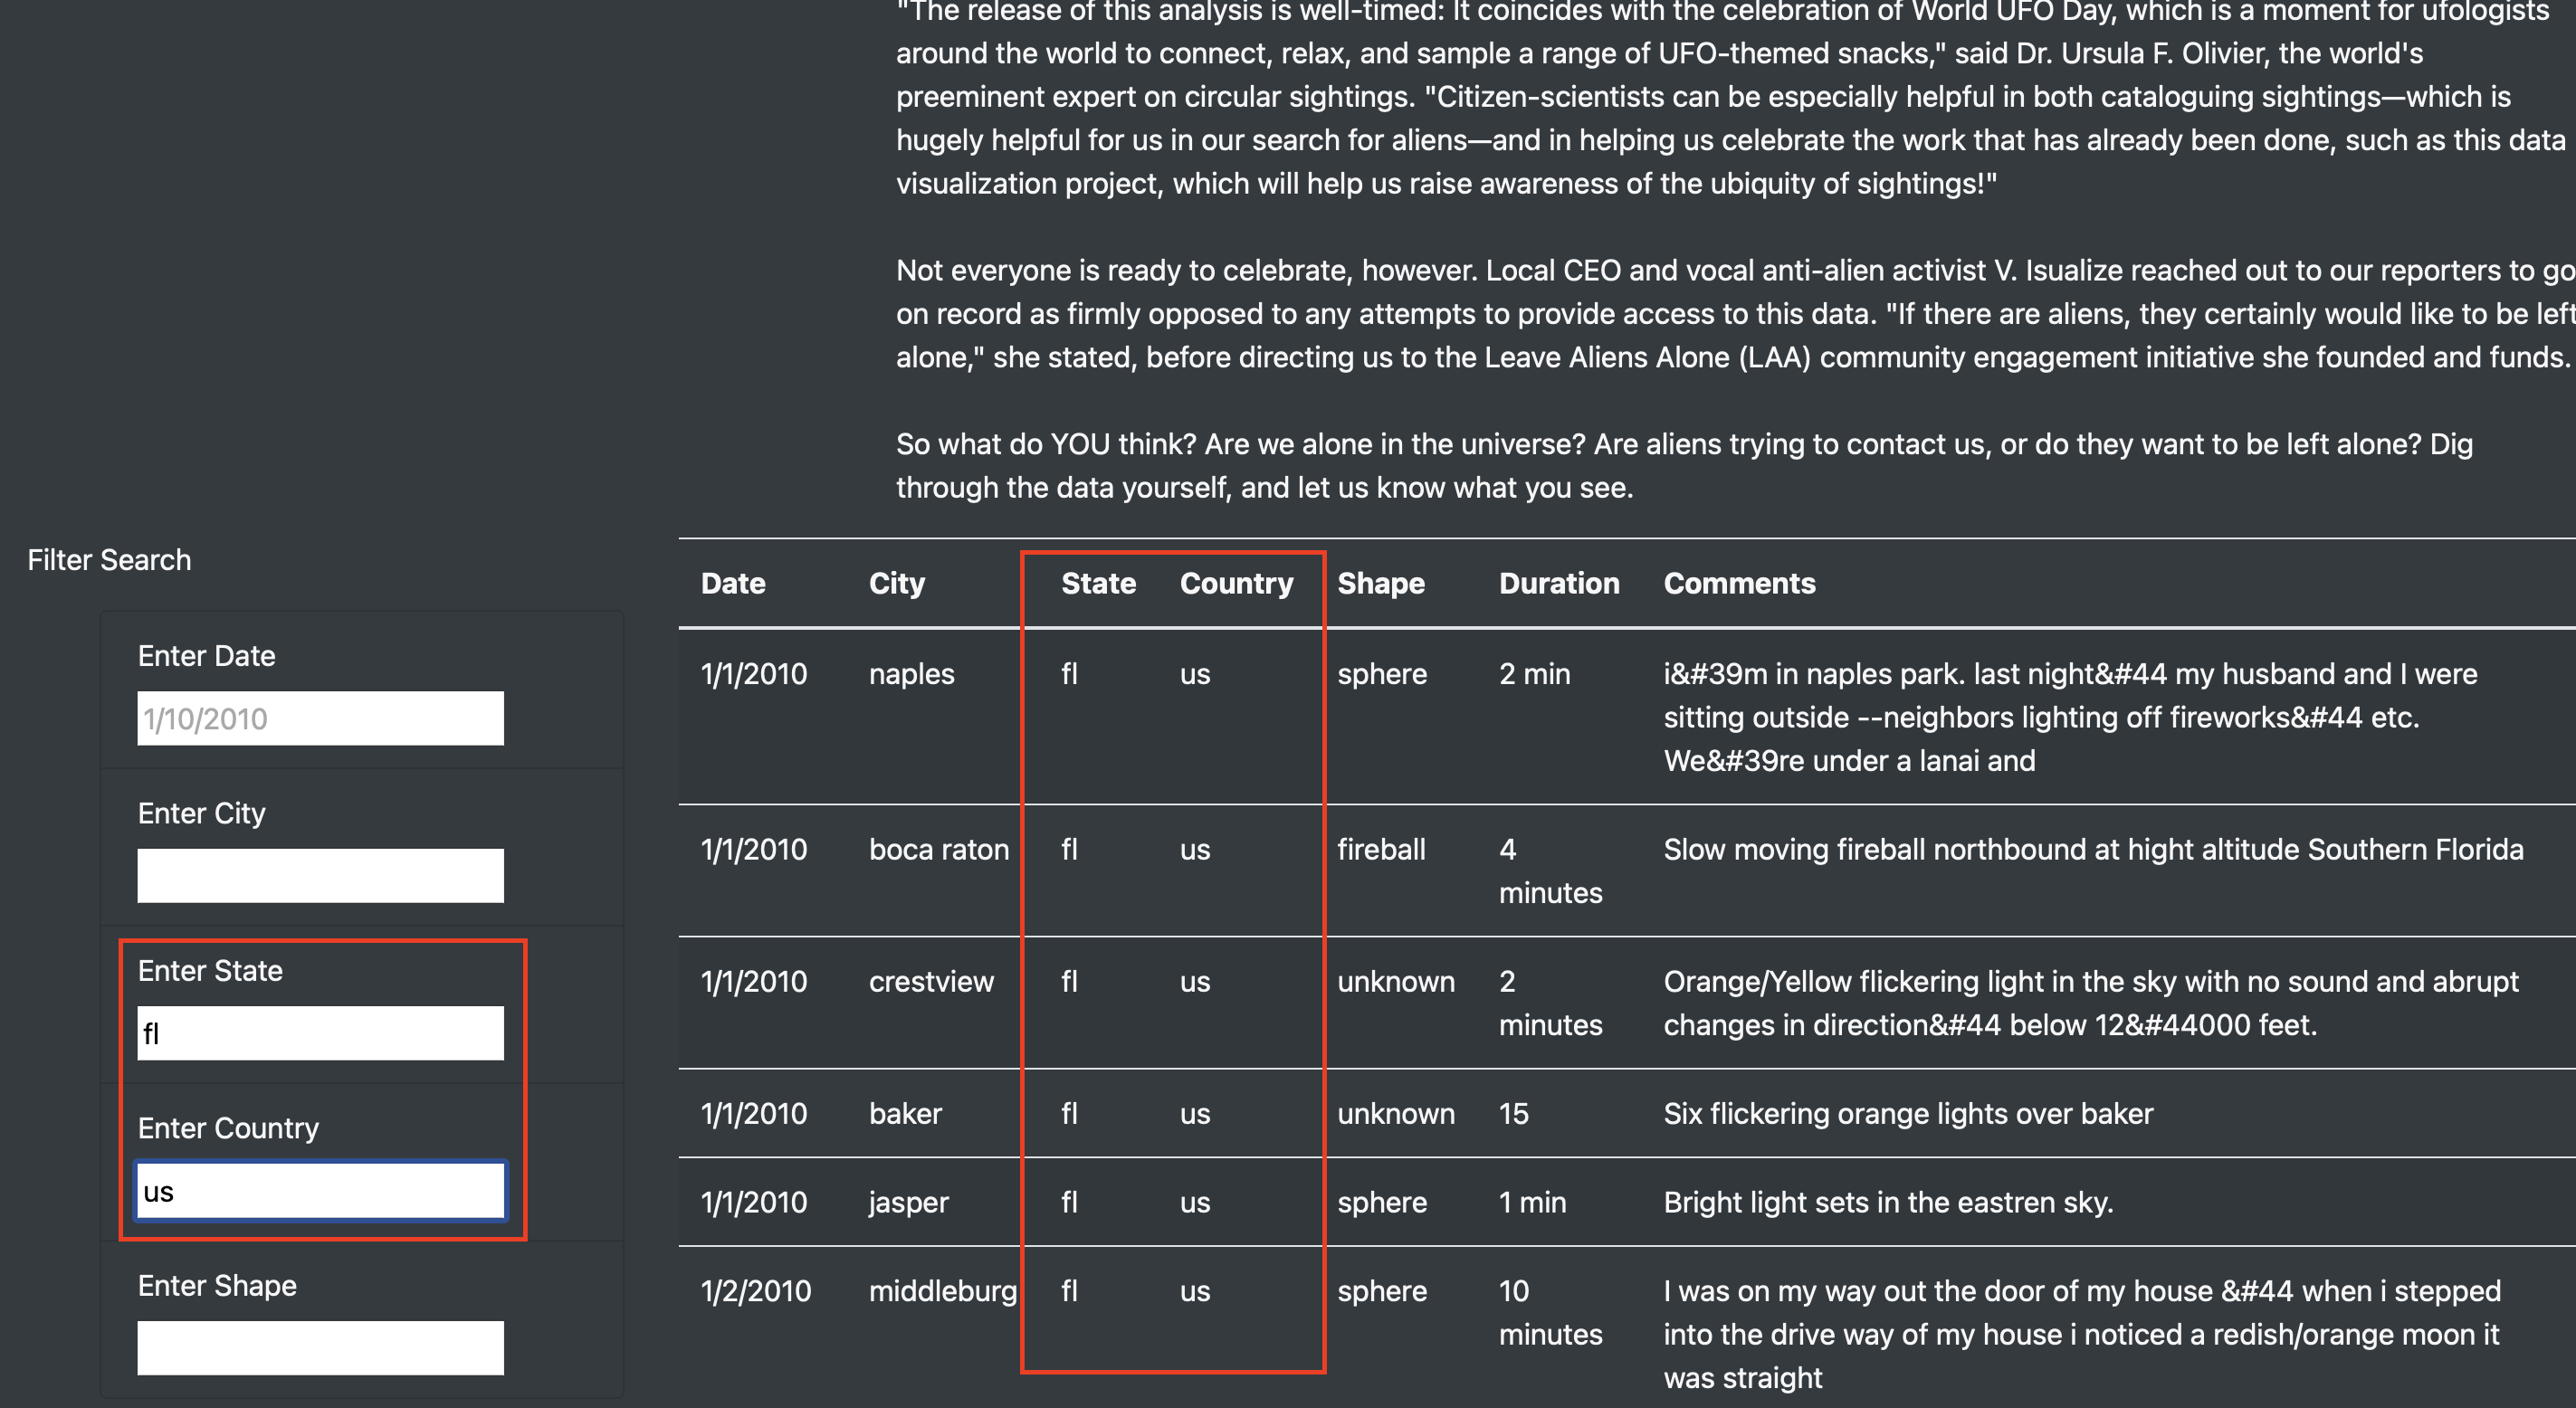 "The release of this analysis is well-timed: It coincides with the celebration of World UFO Day, which is a moment for ufologists
around the world to connect, relax, and sample a range of UFO-themed snacks," said Dr. Ursula F. Olivier, the world's
preeminent expert on circular sightings. "Citizen-scientists can be especially helpful in both cataloguing sightings—which is
hugely helpful for us in our search for aliens—and in helping us celebrate the work that has already been done, such as this data
visualization project, which will help us raise awareness of the ubiquity of sightings!"
Not everyone is ready to celebrate, however. Local CEO and vocal anti-alien activist V. Isualize reached out to our reporters to go
on record as firmly opposed to any attempts to provide access to this data. "If there are aliens, they certainly would like to be left
alone," she stated, before directing us to the Leave Aliens Alone (LAA) community engagement initiative she founded and funds.
So what do YOU think? Are we alone in the universe? Are aliens trying to contact us, or do they want to be left alone? Dig
through the data yourself, and let us know what you see.
Filter Search
Enter Date
1/10/2010
Enter City
Enter State
fl
Enter Country
us
Enter Shape
Date City State Country Shape Duration Comments
1/1/2010 naples fl us sphere 2 min i&#39m in naples park. last night&#44 my husband and I were
sitting outside --neighbors lighting off fireworks&#44 etc.
We&#39re under a lanai and
1/1/2010 boca raton fl us fireball 4 Slow moving fireball northbound at hight altitude Southern Florida
minutes
1/1/2010 crestview fl us unknown 2 Orange/Yellow flickering light in the sky with no sound and abrupt
minutes changes in direction&#44 below 12&#44000 feet.
1/1/2010 baker fl us unknown 15 Six flickering orange lights over baker
1/1/2010 jasper fl us sphere 1 min Bright light sets in the eastren sky.
1/2/2010 middleburg fl us sphere 10 I was on my way out the door of my house &#44 when i stepped
minutes into the drive way of my house i noticed a redish/orange moon it
was straight